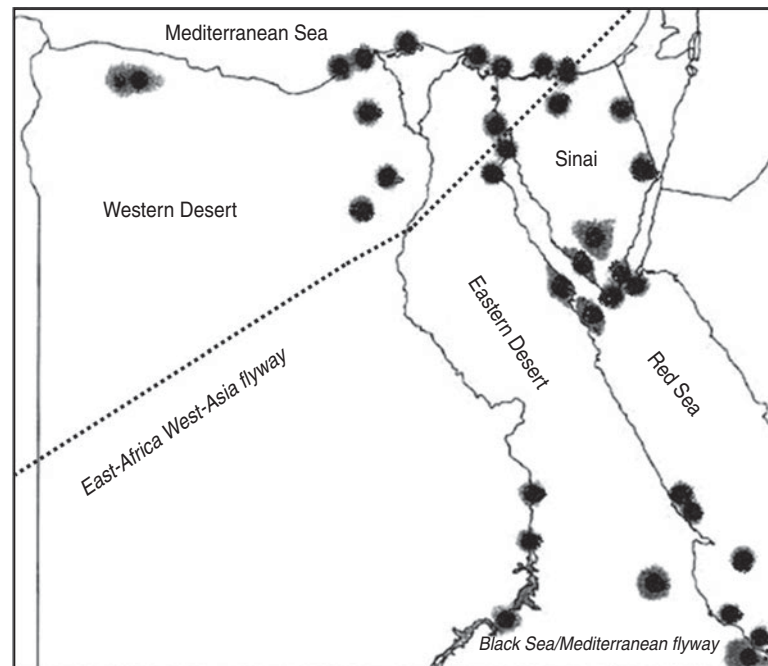 Mediterranean Sea
Sinai
Western Desert
Eastern Desert
Red Sea
East-Africa West-Asia flyway
Black Sea/Mediterranean flyway